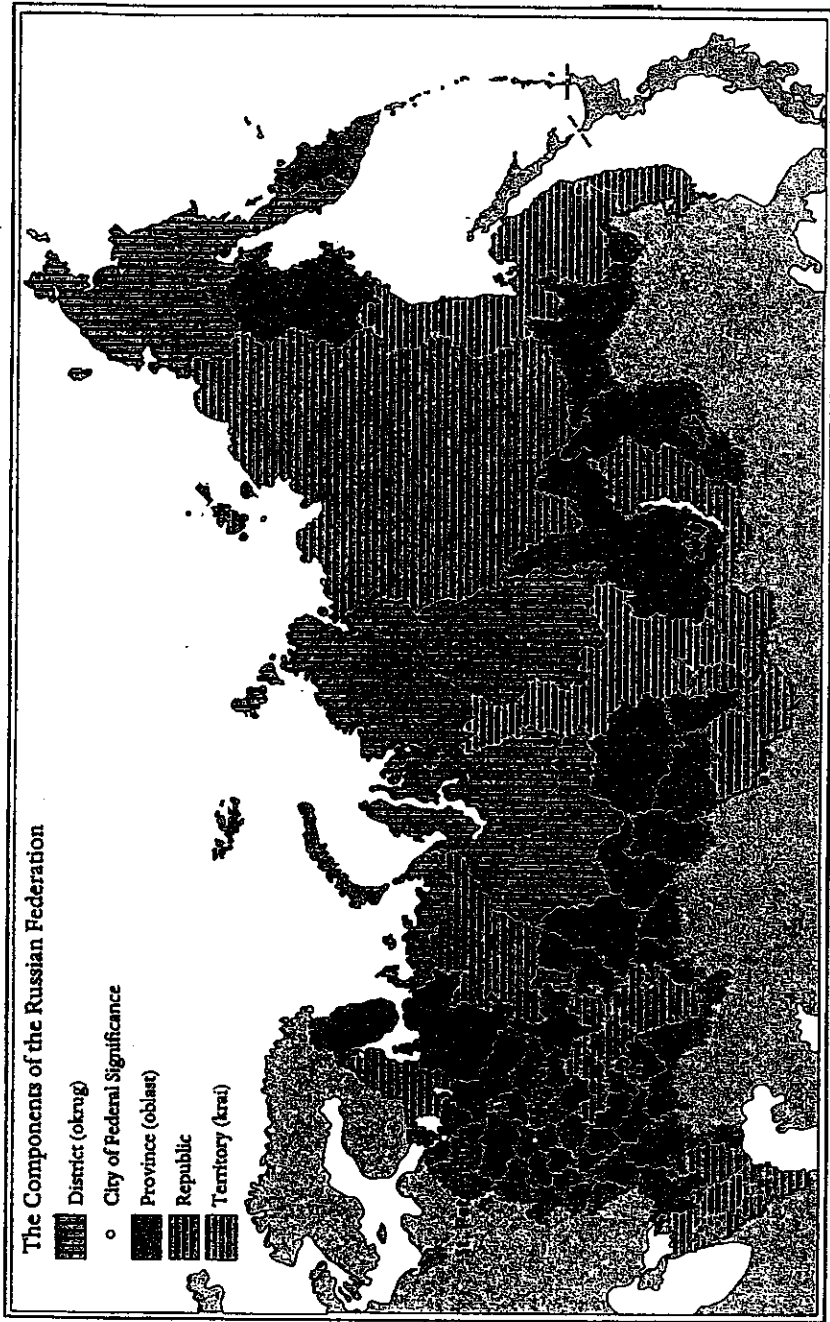 The Components of the Russian Federation
District (okrug)
City of Federal Significance
Province (oblast)
Republic
Territory (krai)